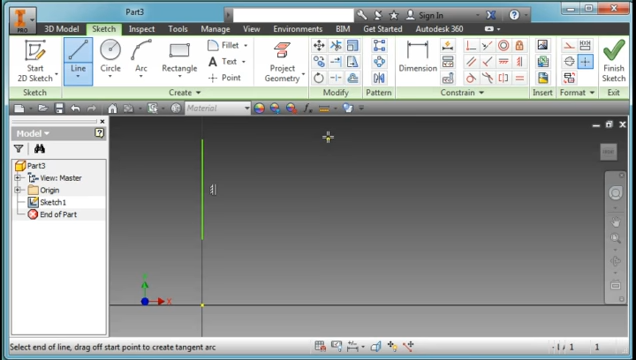 PRO
Part3
Sign In
3D Model Sketch Inspect Tools Manage View Environments BIM Get Started Autodesk 360
Start
2D Sketch
Line
Circle
Arc
Rectangle
Fillet
Text
Point
Project
Geometry
Dimension
Finish
Sketch
Sketch Create Modify Pattern Constrain Insert Format Exit
Material
Model
Part3
View: Master
Origin
Sketch1
End of Part
X
Select end of line, drag off start point to create tangent arc
1 1